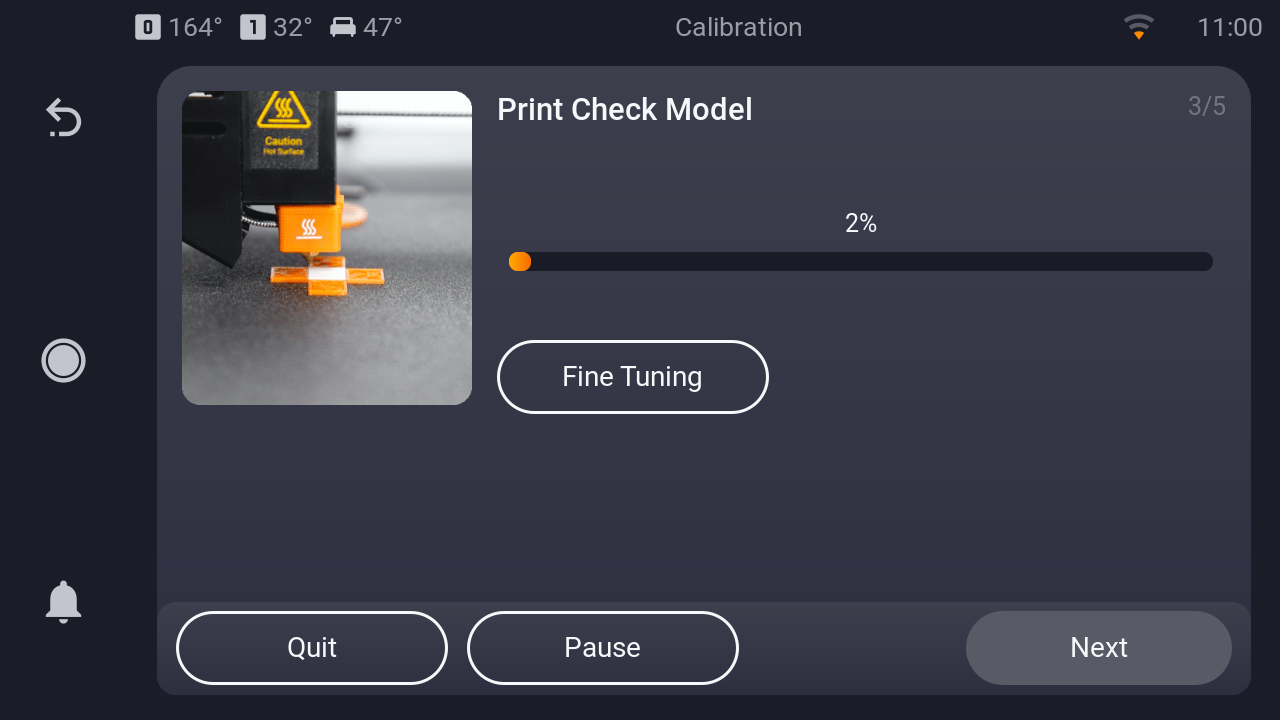 0 164° 1 32° 47°
Calibration
11:00
Caution
Hot Surface
Print Check Model
3/5
2%
Fine Tuning
Quit
Pause
Next